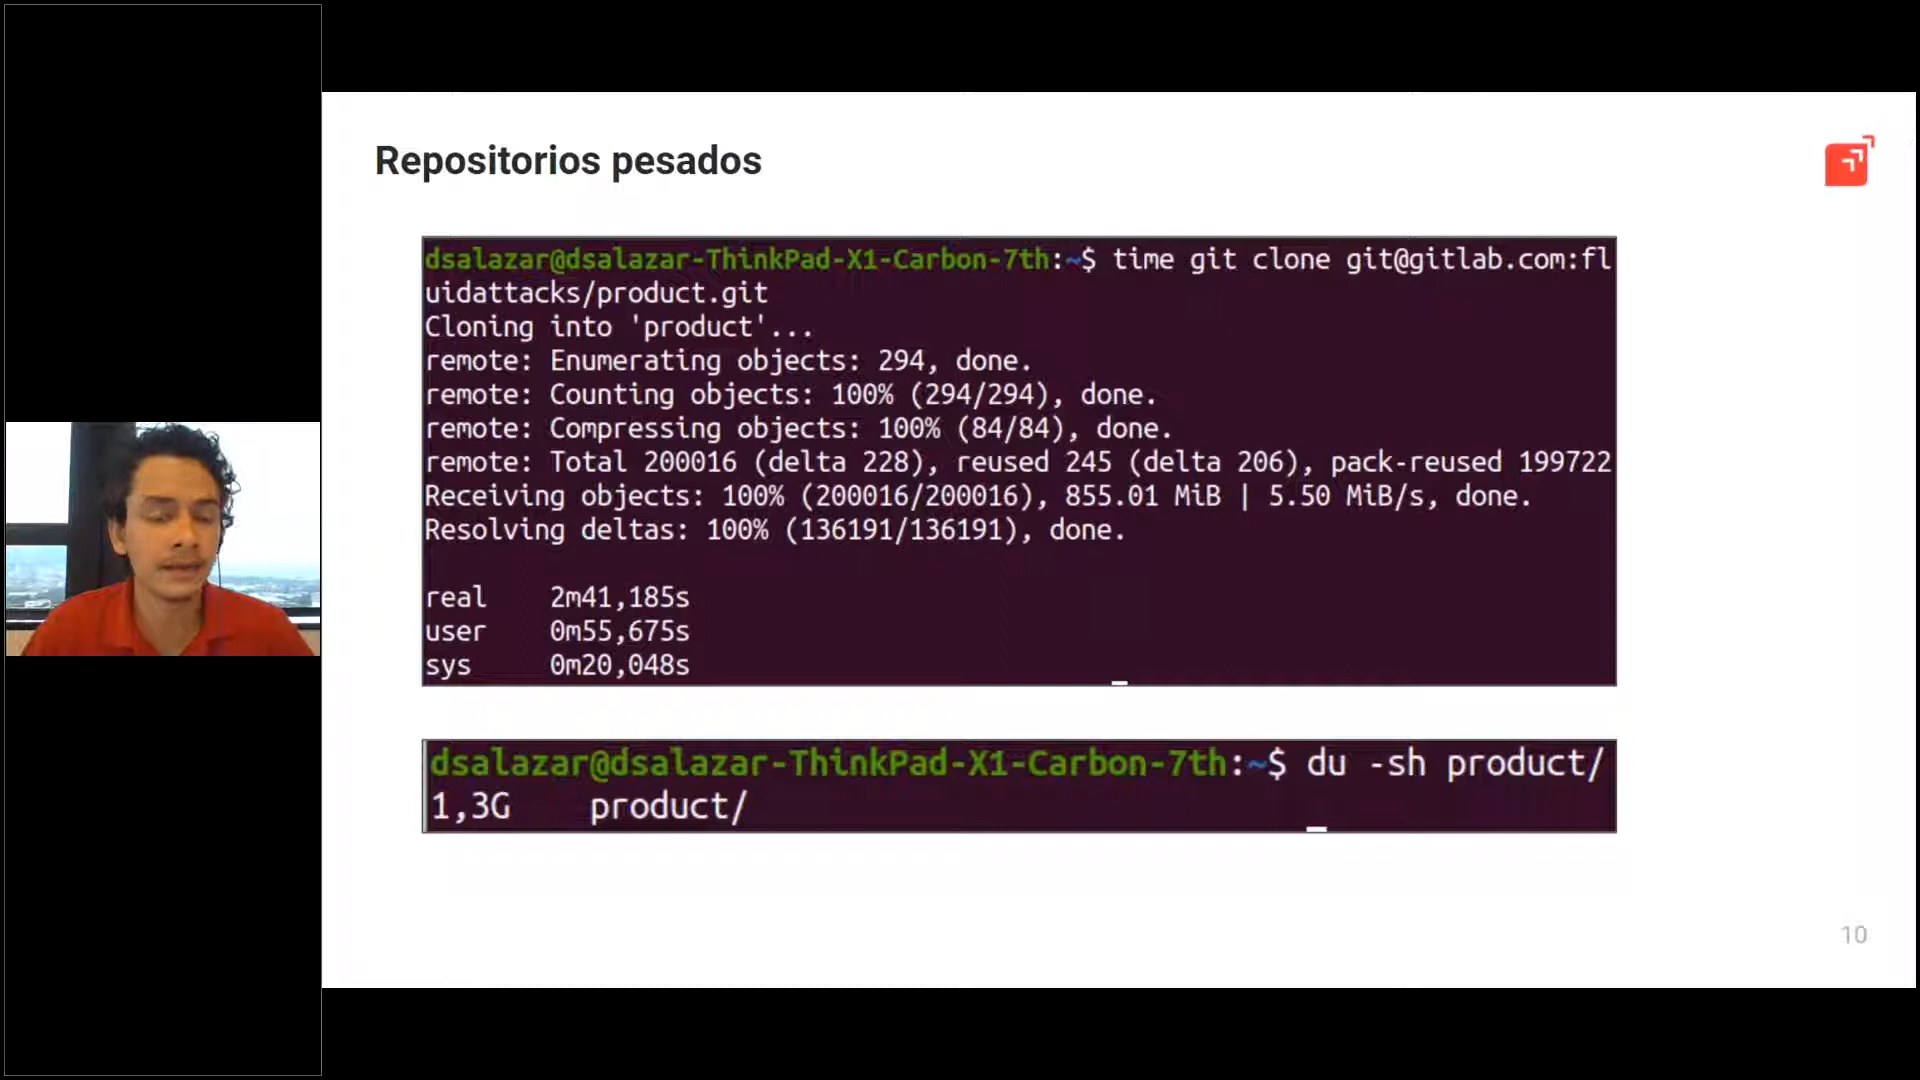 Repositorios pesados
dsalazar@dsalazar-ThinkPad-X1-Carbon-7th:~$ time git clone git@gitlab.com:fl
uidattacks/product.git
Cloning into 'product'...
remote: Enumerating objects: 294, done.
remote: Counting objects: 100% (294/294), done.
remote: Compressing objects: 100% (84/84), done.
remote: Total 200016 (delta 228), reused 245 (delta 206), pack-reused 199722
Receiving objects: 100% (200016/200016), 855.01 MiB | 5.50 MiB/s, done.
Resolving deltas: 100% (136191/136191), done.
real 2m41,185s
user 0m55,675s
sys 0m20,048s
dsalazar@dsalazar-ThinkPad-X1-Carbon-7th:~$ du -sh product/
1,3G product/
10